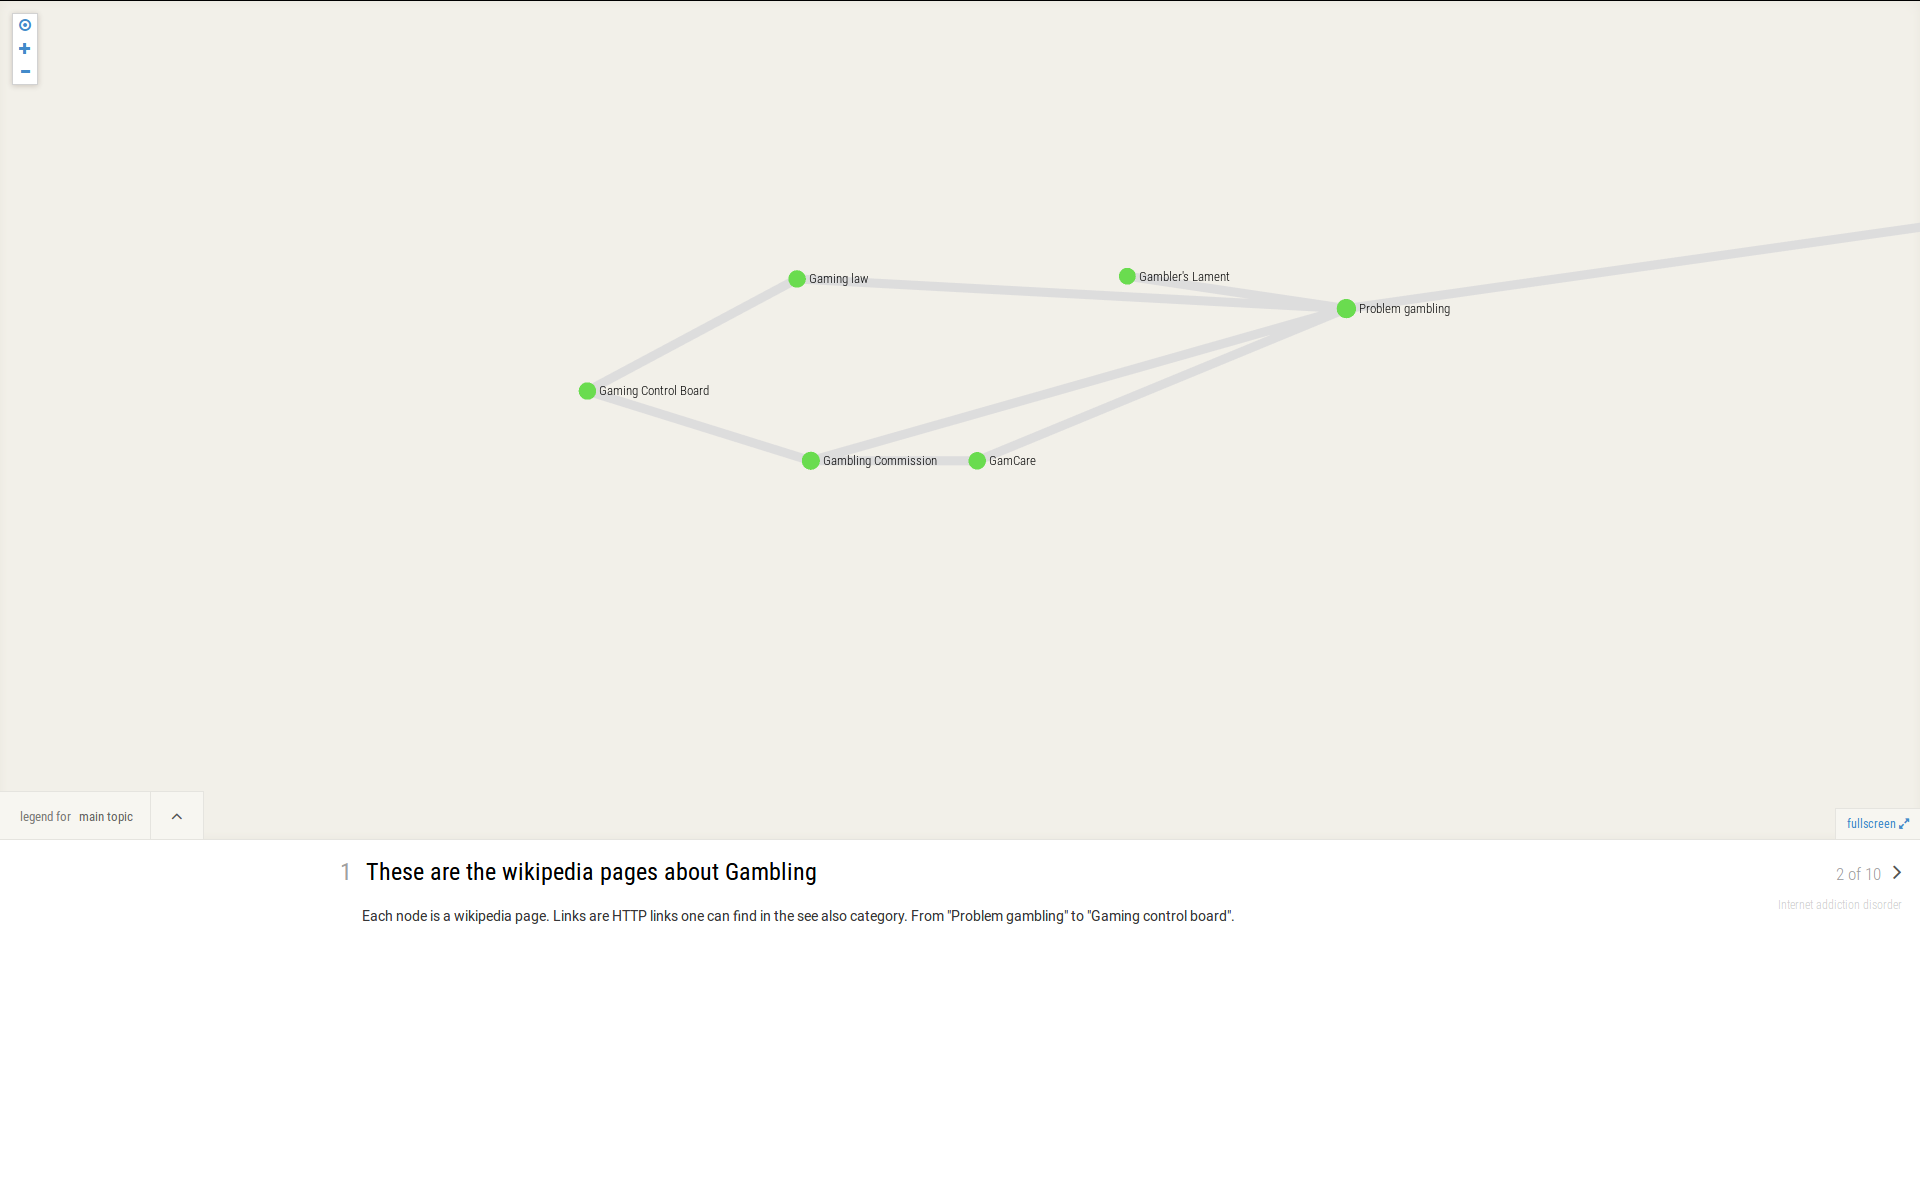 Gaming law
Gambler's Lament
Problem gambling
Gaming Control Board
Gambling Commission
GamCare
legend for main topic
fullscreen
1 These are the wikipedia pages about Gambling
2 of 10
Internet addiction disorder
Each node is a wikipedia page. Links are HTTP links one can find in the see also category. From "Problem gambling" to "Gaming control board".